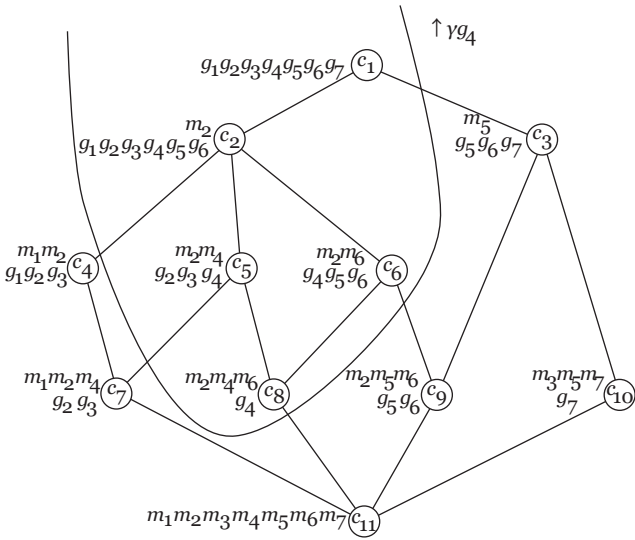 ↑ γg₄
g₁g₂g₃g₄g₅g₆g₇ c₁
m₂
g₁g₂g₃g₄g₅g₆ c₂
m₅
g₅g₆g₇ c₃
m₁m₂
g₁g₂g₃ c₄
m₂m₄
g₂g₃g₄ c₅
m₂m₆
g₄g₅g₆ c₆
m₁m₂m₄
g₂g₃ c₇
m₂m₄m₆
g₄ c₈
m₂m₅m₆
g₅g₆ c₉
m₃m₅m₇
g₇ c₁₀
m₁m₂m₃m₄m₅m₆m₇ c₁₁